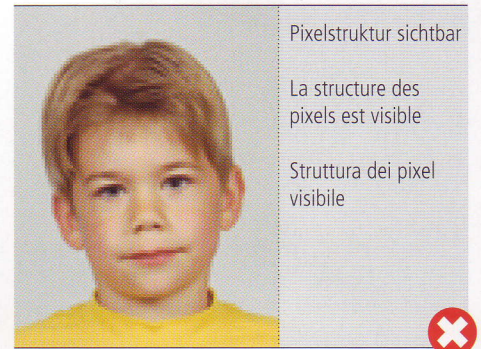 Pixelstruktur sichtbar
La structure des
pixels est visible
Struttura dei pixel
visibile